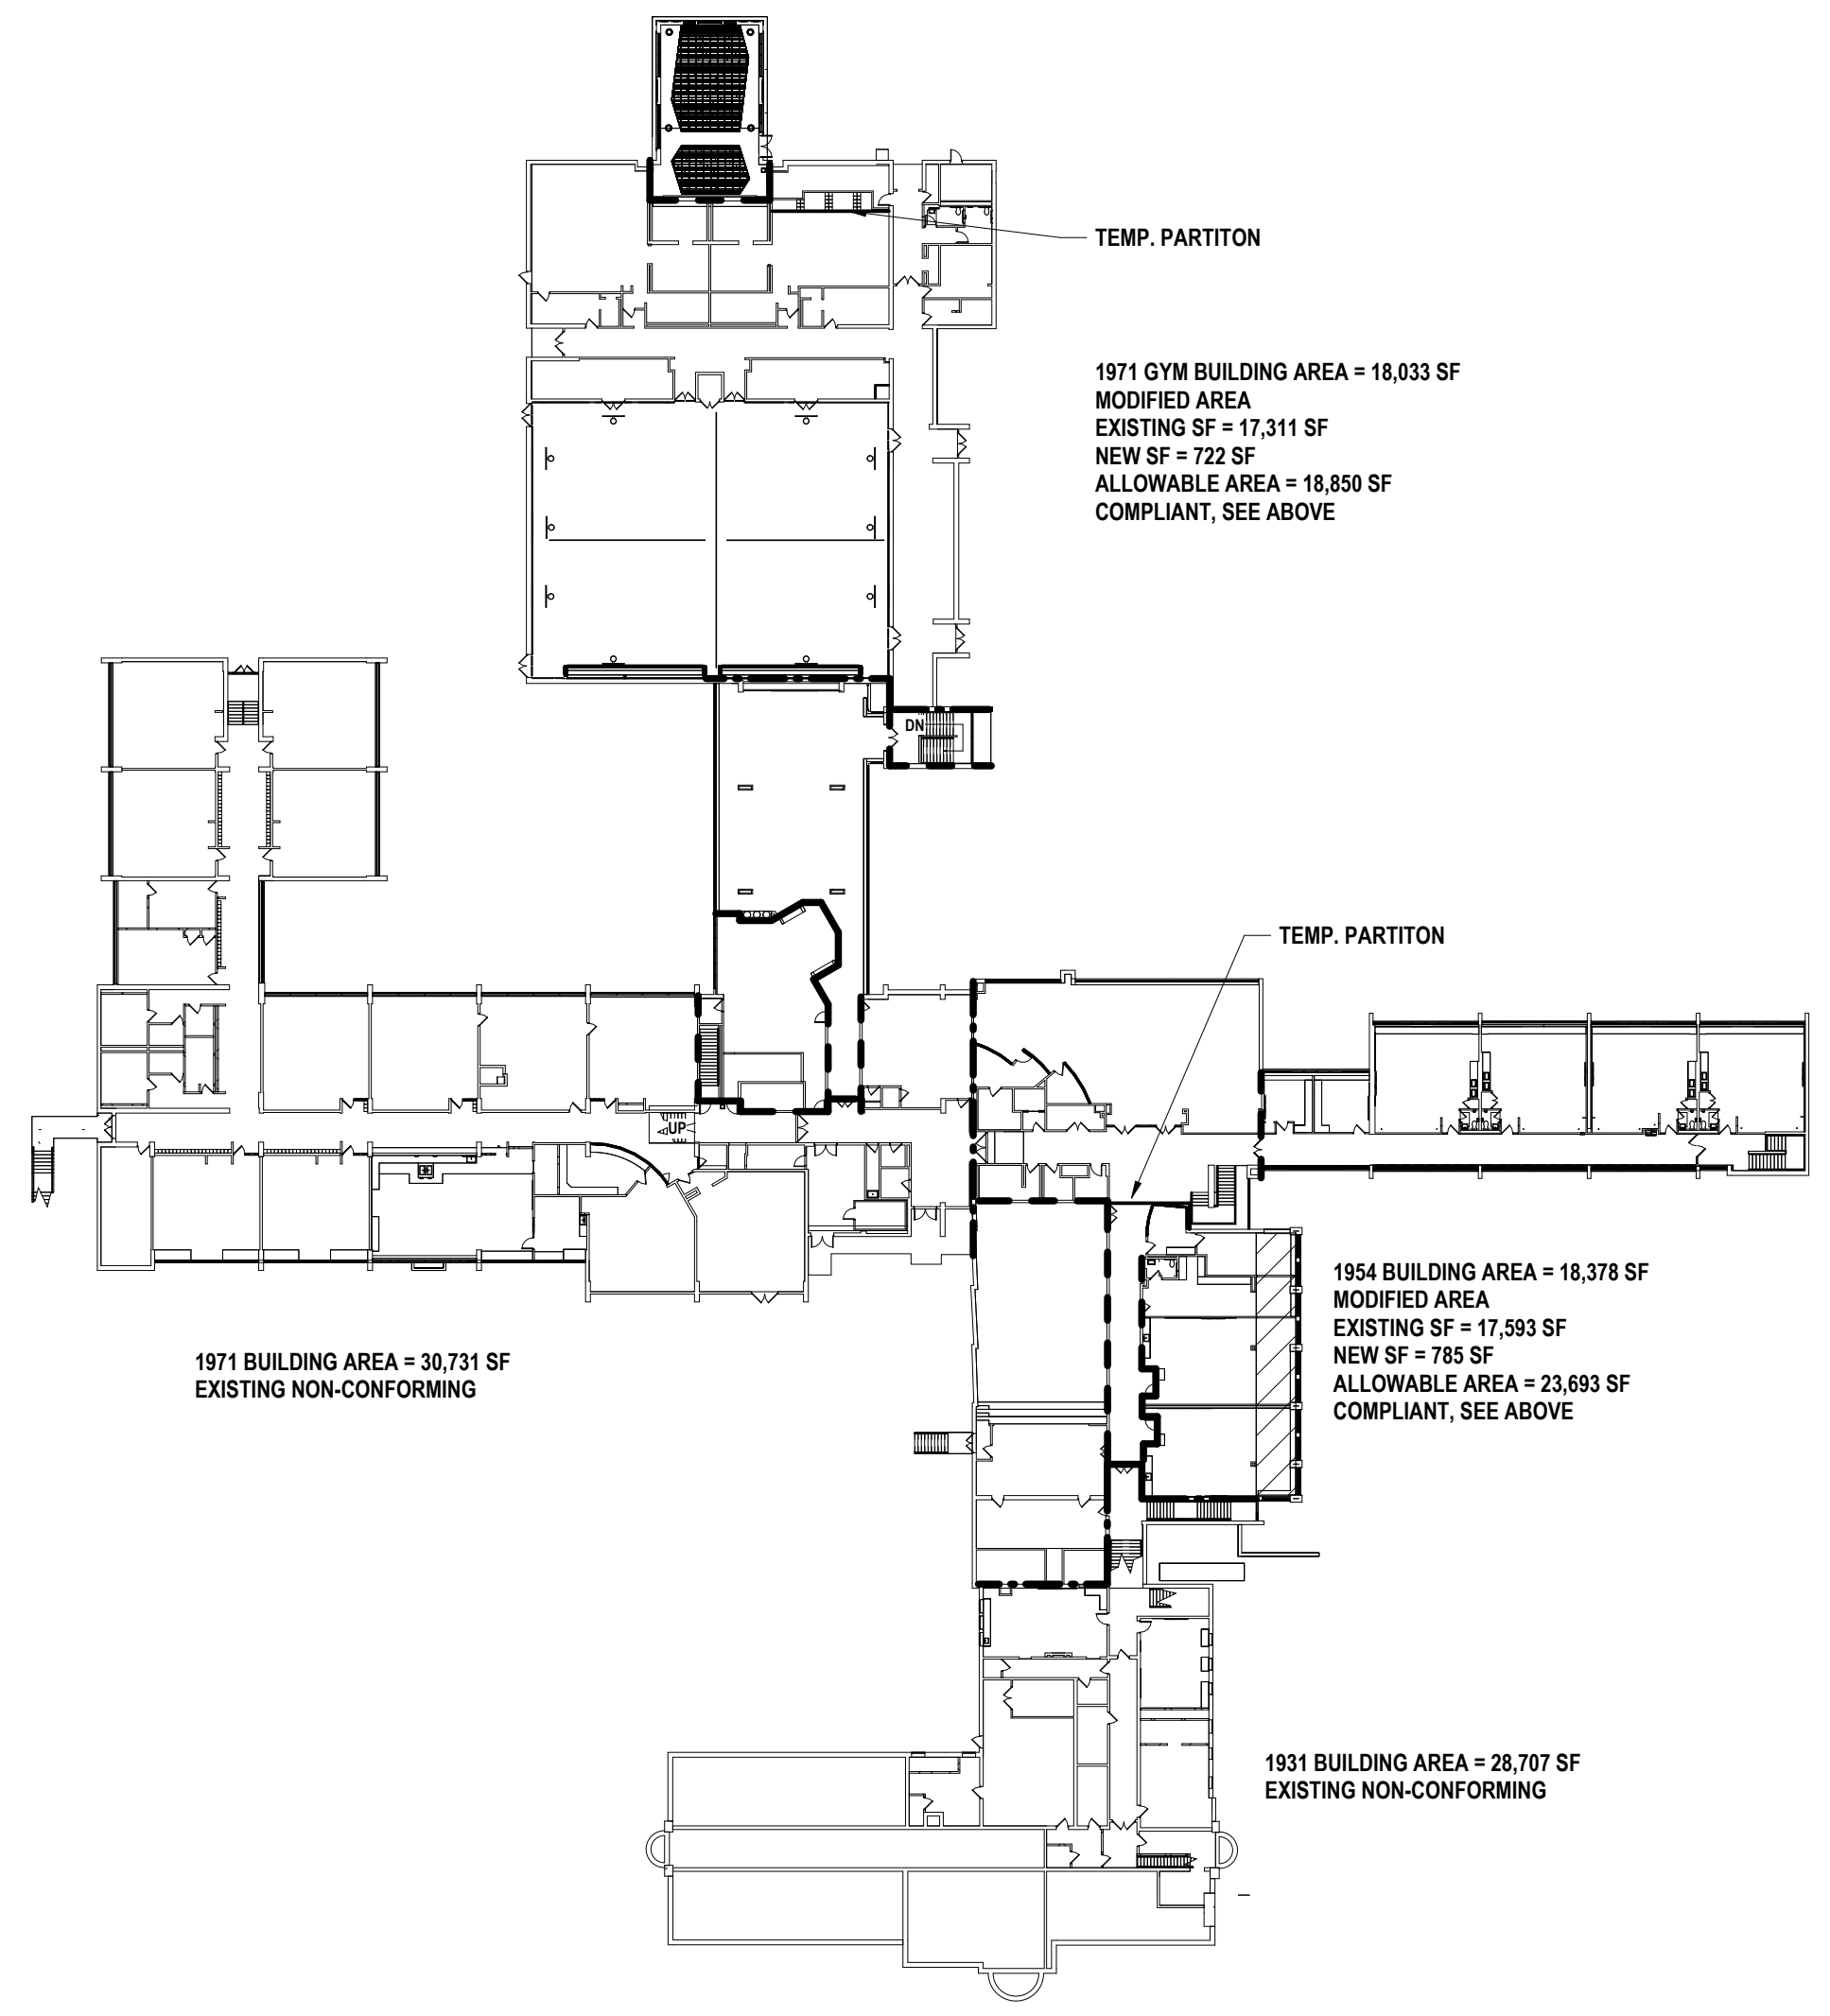 TEMP. PARTITON
1971 GYM BUILDING AREA = 18,033 SF
MODIFIED AREA
EXISTING SF = 17,311 SF
NEW SF = 722 SF
ALLOWABLE AREA = 18,850 SF
COMPLIANT, SEE ABOVE
DN
TEMP. PARTITON
UP
1954 BUILDING AREA = 18,378 SF
MODIFIED AREA
EXISTING SF = 17,593 SF
NEW SF = 785 SF
ALLOWABLE AREA = 23,693 SF
COMPLIANT, SEE ABOVE
1971 BUILDING AREA = 30,731 SF
EXISTING NON-CONFORMING
1931 BUILDING AREA = 28,707 SF
EXISTING NON-CONFORMING